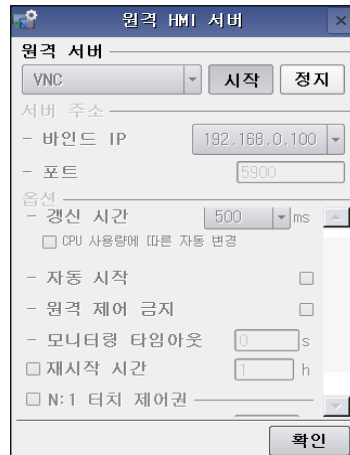 원격 HMI 서버
원격 서버
VNC 시작 정지
서버 주소
- 바인드 IP 192.168.0.100
- 포트 5900
옵션
- 갱신 시간 500 ms
CPU 사용량에 따른 자동 변경
- 자동 시작
- 원격 제어 금지
- 모니터링 타임아웃 0 s
재시작 시간 1 h
N:1 터치 제어권
확인